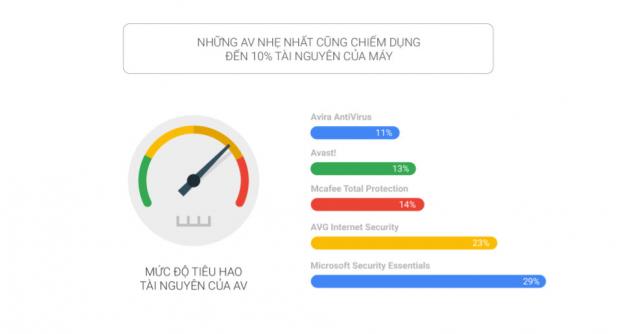 NHỮNG AV NHẸ NHẤT CŨNG CHIẾM DỤNG
ĐẾN 10% TÀI NGUYÊN CỦA MÁY
Avira AntiVirus
11%
Avast!
13%
Mcafee Total Protection
14%
AVG Internet Security
23%
Microsoft Security Essentials
29%
MỨC ĐỘ TIÊU HAO
TÀI NGUYÊN CỦA AV